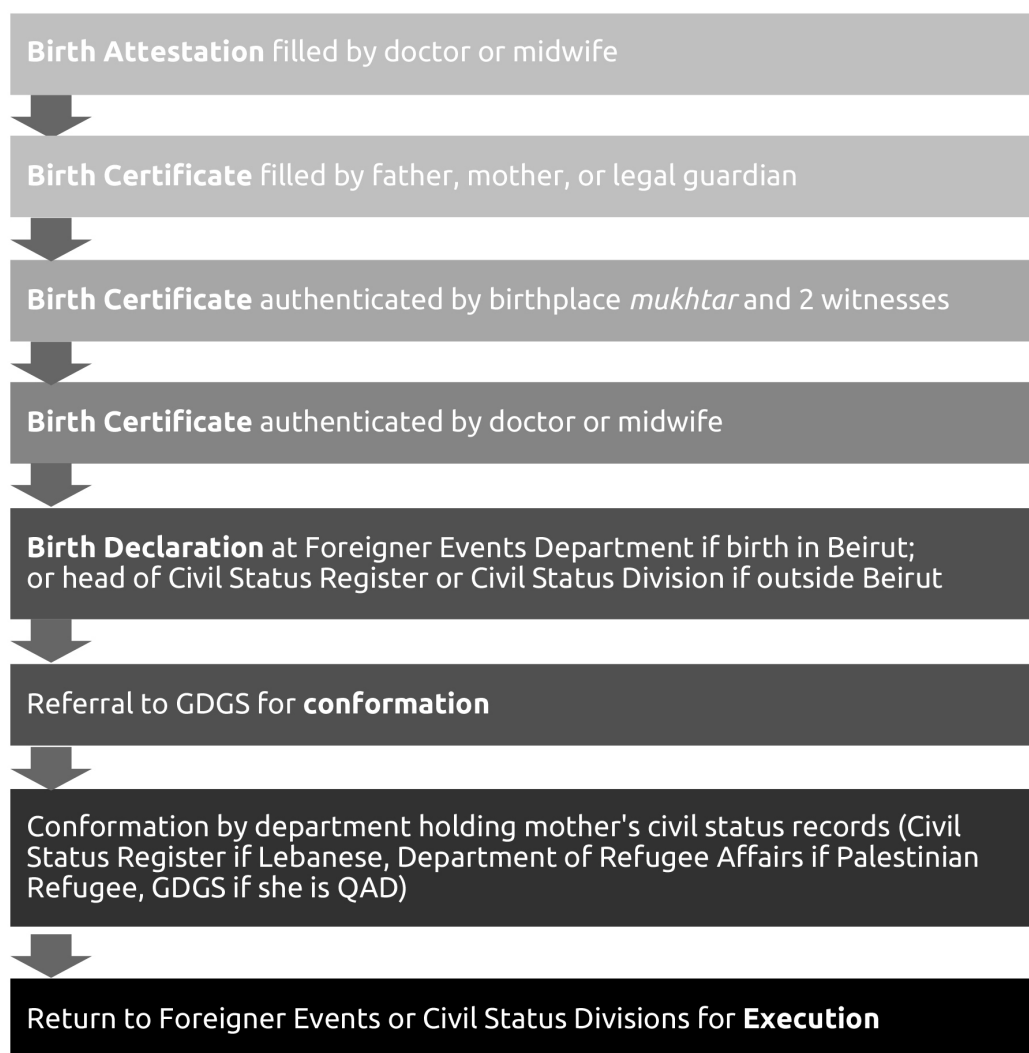 Birth Attestation filled by doctor or midwife
Birth Certificate filled by father, mother, or legal guardian
Birth Certificate authenticated by birthplace mukhtar and 2 witnesses
Birth Certificate authenticated by doctor or midwife
Birth Declaration at Foreigner Events Department if birth in Beirut;
or head of Civil Status Register or Civil Status Division if outside Beirut
Referral to GDGS for conformation
Conformation by department holding mother's civil status records (Civil
Status Register if Lebanese, Department of Refugee Affairs if Palestinian
Refugee, GDGS if she is QAD)
Return to Foreigner Events or Civil Status Divisions for Execution